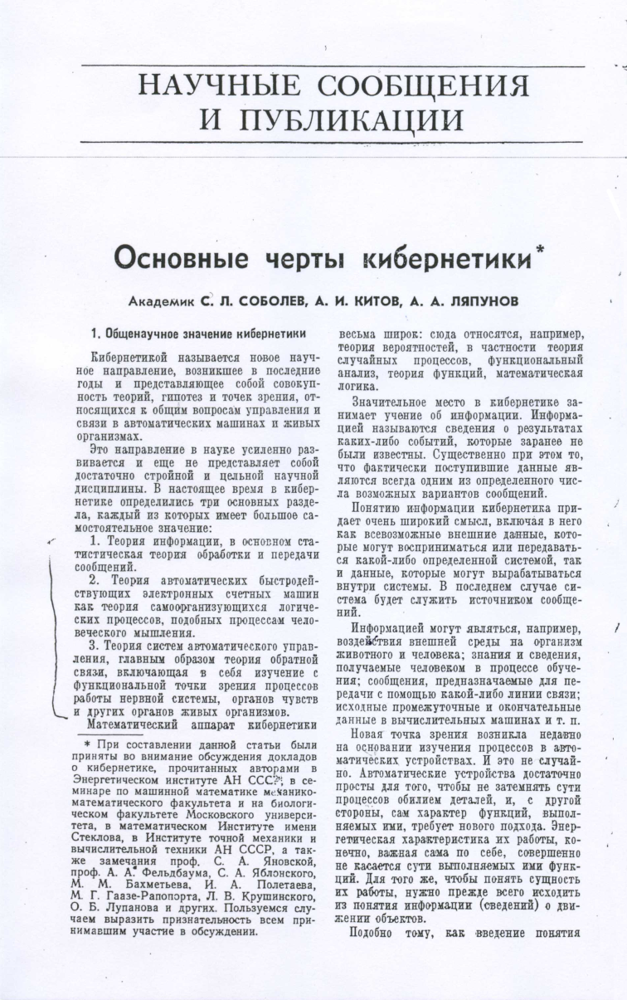 НАУЧНЫЕ СООБЩЕНИЯ
И ПУБЛИКАЦИИ
Основные черты кибернетики*
Академик С. Л. СОБОЛЕВ, А. И. КИТОВ, А. А. ЛЯПУНОВ
1. Общенаучное значение кибернетики
Кибернетикой называется новое науч-
ное направление, возникшее в последние
годы и представляющее собой совокуп-
ность теорий, гипотез и точек зрения, от-
носящихся к общим вопросам управления и
связи в автоматических машинах и живых
организмах.
Это направление в науке усиленно раз-
вивается и еще не представляет собой
достаточно стройной и цельной научной
дисциплины. В настоящее время в кибер-
нетике определились три основных разде-
ла, каждый из которых имеет большое са-
мостоятельное значение:
1. Теория информации, в основном ста-
тистическая теория обработки и передачи
сообщений.
2. Теория автоматических быстродей-
ствующих электронных счетных машин
как теория самоорганизующихся логиче-
ских процессов, подобных процессам чело-
веческого мышления.
3. Теория систем автоматического управ-
ления, главным образом теория обратной
связи, включающая в себя изучение с
функциональной точки зрения процессов
работы нервной системы, органов чувств
и других органов живых организмов.
Математический аппарат кибернетики
* При составлении данной статьи были
приняты во внимание обсуждения докладов
о кибернетике, прочитанных авторами в
Энергетическом институте АН СССР, в се-
минаре по машинной математике механико-
математического факультета и на биологи-
ческом факультете Московского универси-
тета, в математическом Институте имени
Стеклова, в Институте точной механики и
вычислительной техники АН СССР, а так-
же замечания проф. С. А. Яновской,
проф. А. А. Фельдбаума, С. А. Яблонского,
М. М. Бахметьева, И. А. Полетаева,
М. Г. Гаазе-Рапопорта, Л. В. Крушинского,
О. Б. Лупанова и других. Пользуемся слу-
чаем выразить признательность всем при-
нимавшим участие в обсуждении.
весьма широк: сюда относятся, например,
теория вероятностей, в частности теория
случайных процессов, функциональный
анализ, теория функций, математическая
логика.
Значительное место в кибернетике за-
нимает учение об информации. Информа-
цией называются сведения о результатах
каких-либо событий, которые заранее не
были известны. Существенно при этом то,
что фактически поступившие данные яв-
ляются всегда одним из определенного чис-
ла возможных вариантов сообщений.
Понятию информации кибернетика при-
дает очень широкий смысл, включая в него
как всевозможные внешние данные, кото-
рые могут восприниматься или передавать-
ся какой-либо определенной системой, так
и данные, которые могут вырабатываться
внутри системы. В последнем случае си-
стема будет служить источником сообще-
ний.
Информацией могут являться, например,
воздействия внешней среды на организм
животного и человека; знания и сведения,
получаемые человеком в процессе обуче-
ния; сообщения, предназначаемые для пе-
редачи с помощью какой-либо линии связи;
исходные промежуточные и окончательные
данные в вычислительных машинах и т. п.
Новая точка зрения возникла недавно
на основании изучения процессов в авто-
матических устройствах. И это не случай-
но. Автоматические устройства достаточно
просты для того, чтобы не затемнять сути
процессов обилием деталей, и, с другой
стороны, сам характер функций, выпол-
няемых ими, требует нового подхода. Энер-
гетическая характеристика их работы, ко-
нечно, важная сама по себе, совершенно
не касается сути выполняемых ими функ-
ций. Для того же, чтобы понять сущность
их работы, нужно прежде всего исходить
из понятия информации (сведений) о дви-
жении объектов.
Подобно тому, как введение понятия